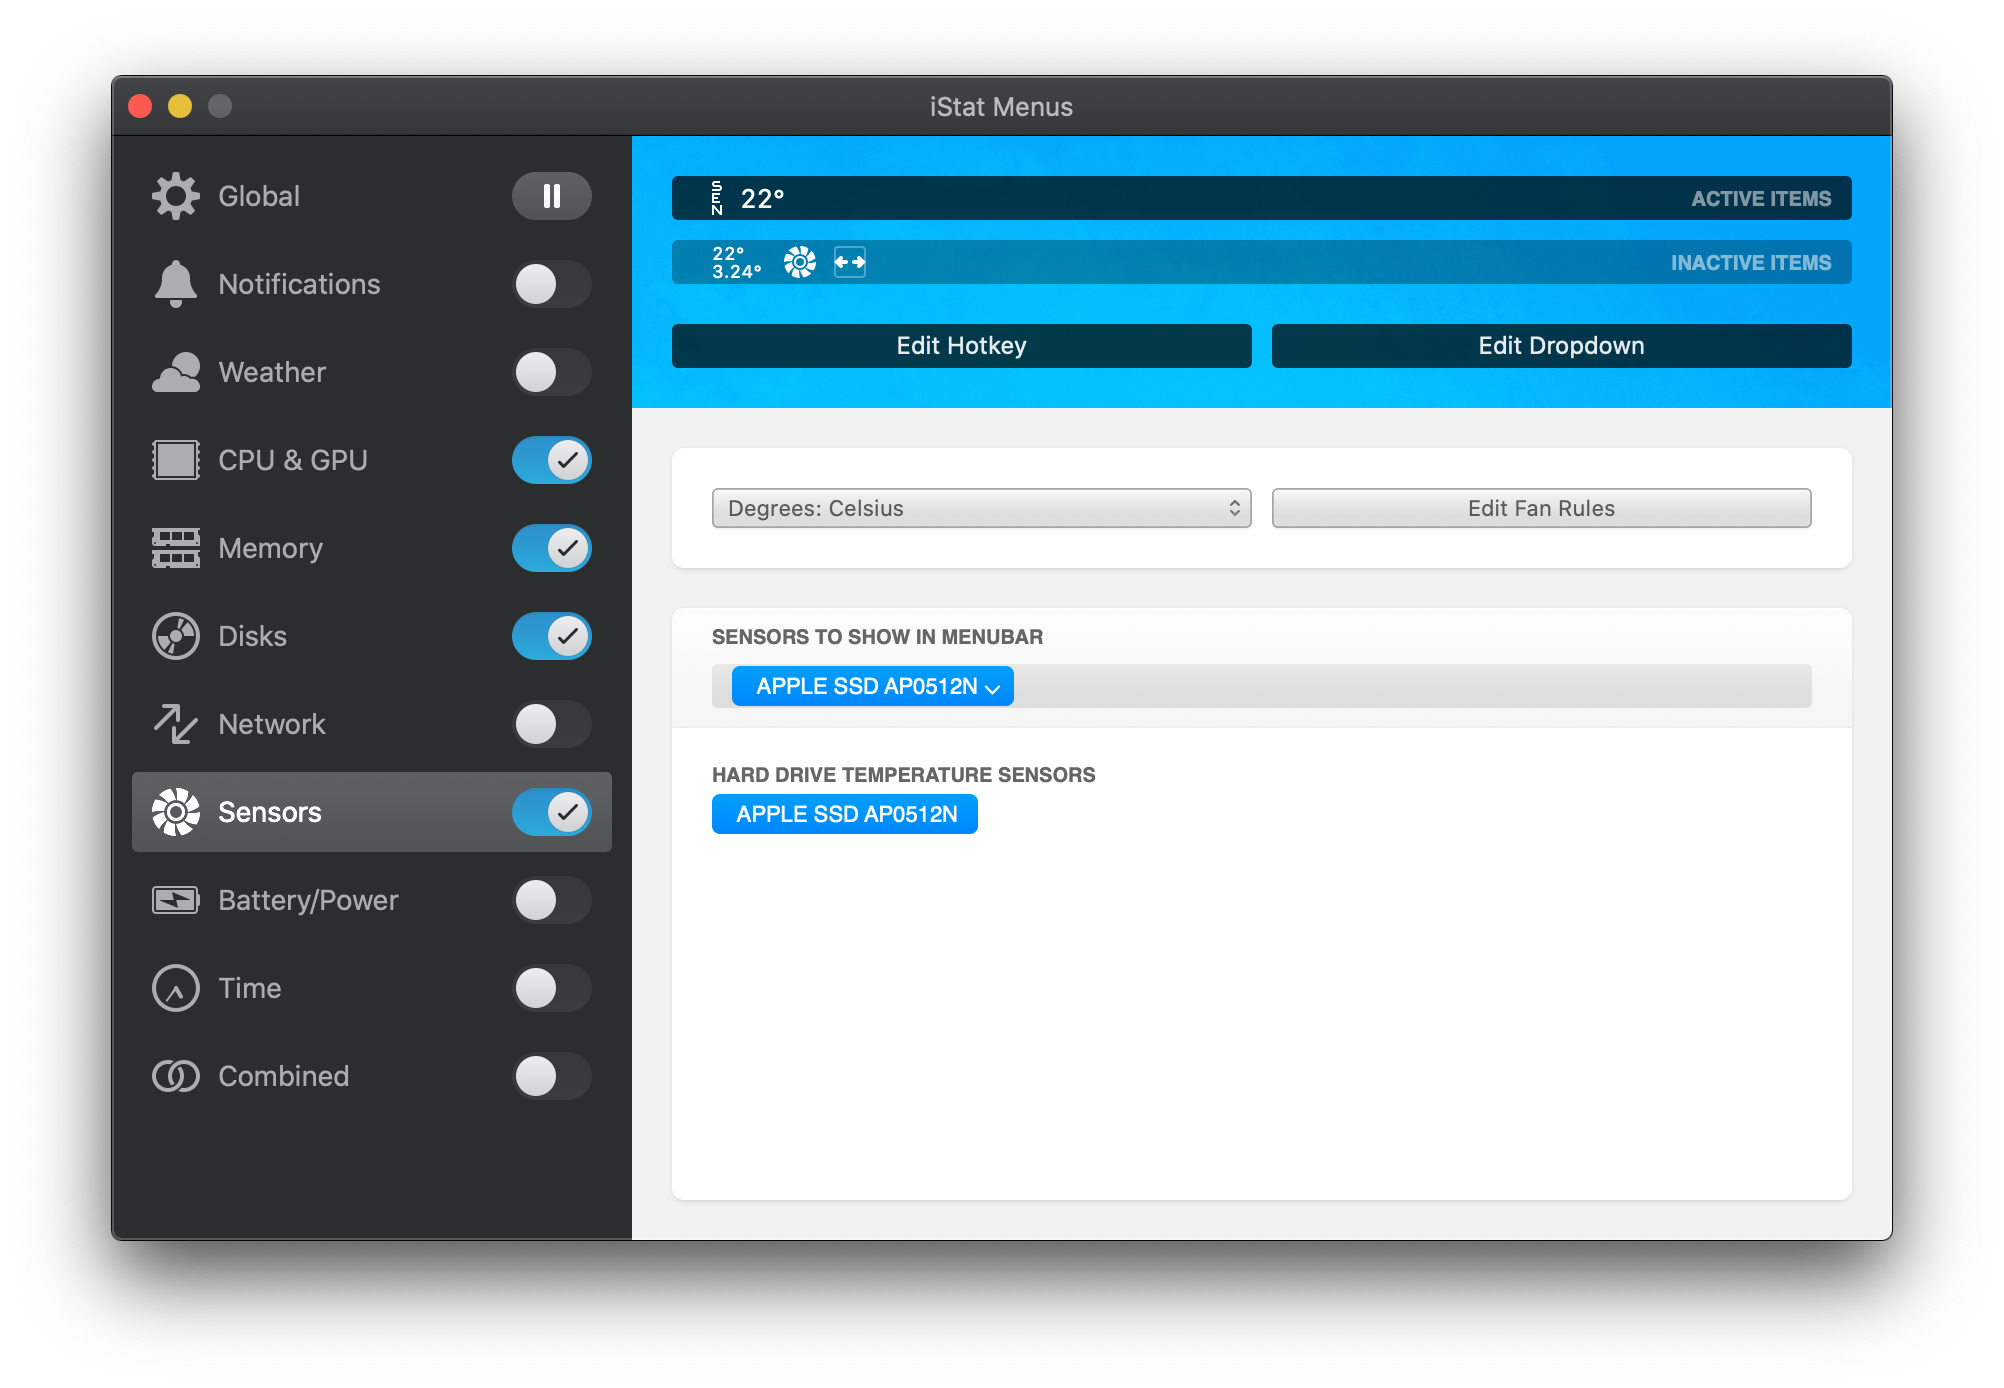 iStat Menus
Global
Notifications
Weather
CPU & GPU
Memory
Disks
Network
Sensors
Battery/Power
Time
Combined
SEN 22°
ACTIVE ITEMS
22°
3.24°
INACTIVE ITEMS
Edit Hotkey
Edit Dropdown
Degrees: Celsius
Edit Fan Rules
SENSORS TO SHOW IN MENUBAR
APPLE SSD AP0512N
HARD DRIVE TEMPERATURE SENSORS
APPLE SSD AP0512N